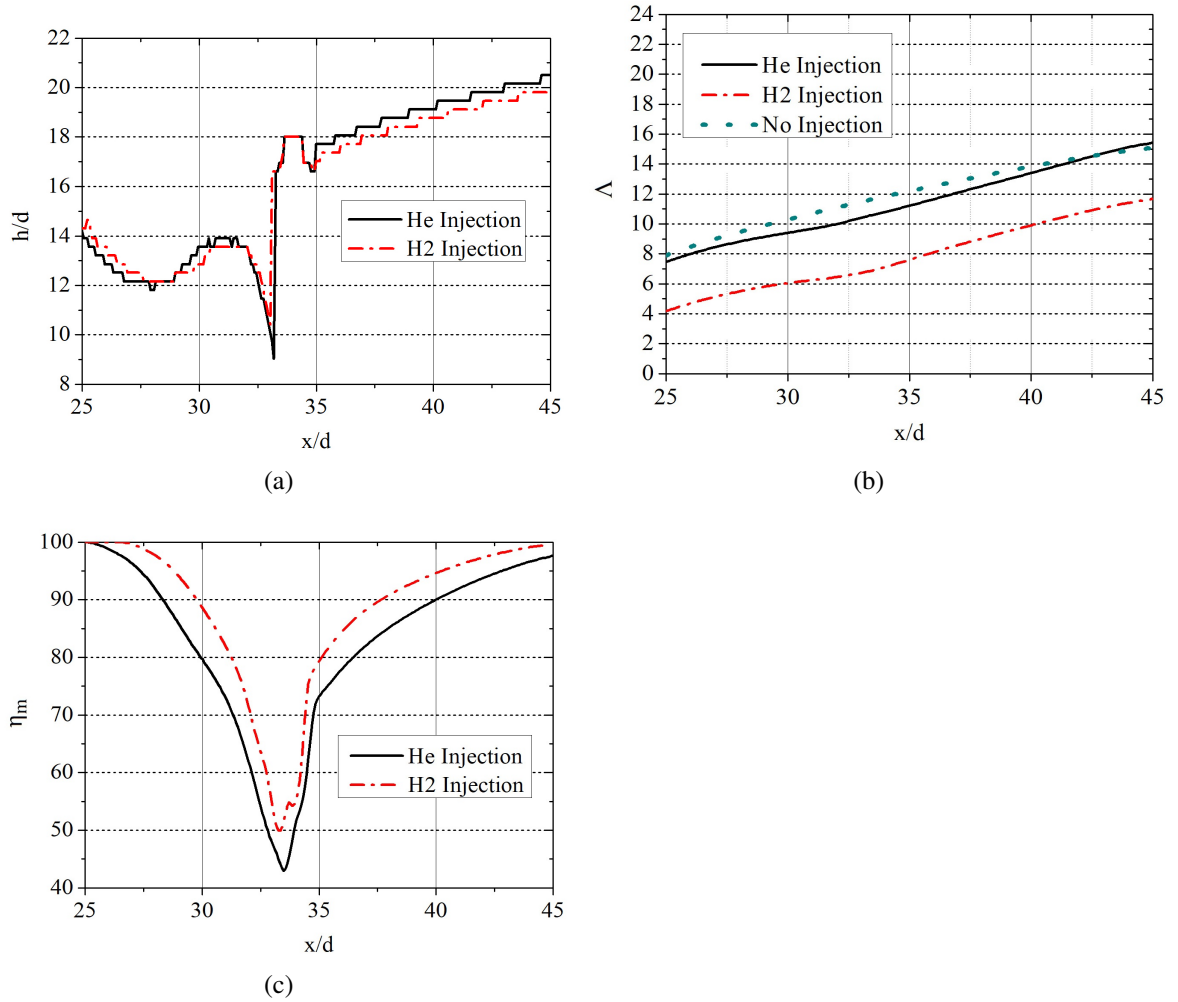 22
20
18
16
14
12
10
8
h/d
He Injection
H2 Injection
25 30 35 40 45
x/d
(a)
24
22
20
18
16
14
12
10
8
6
4
2
0
Λ
He Injection
H2 Injection
No Injection
25 30 35 40 45
x/d
(b)
100
90
80
70
60
50
40
ηm
He Injection
H2 Injection
25 30 35 40 45
x/d
(c)